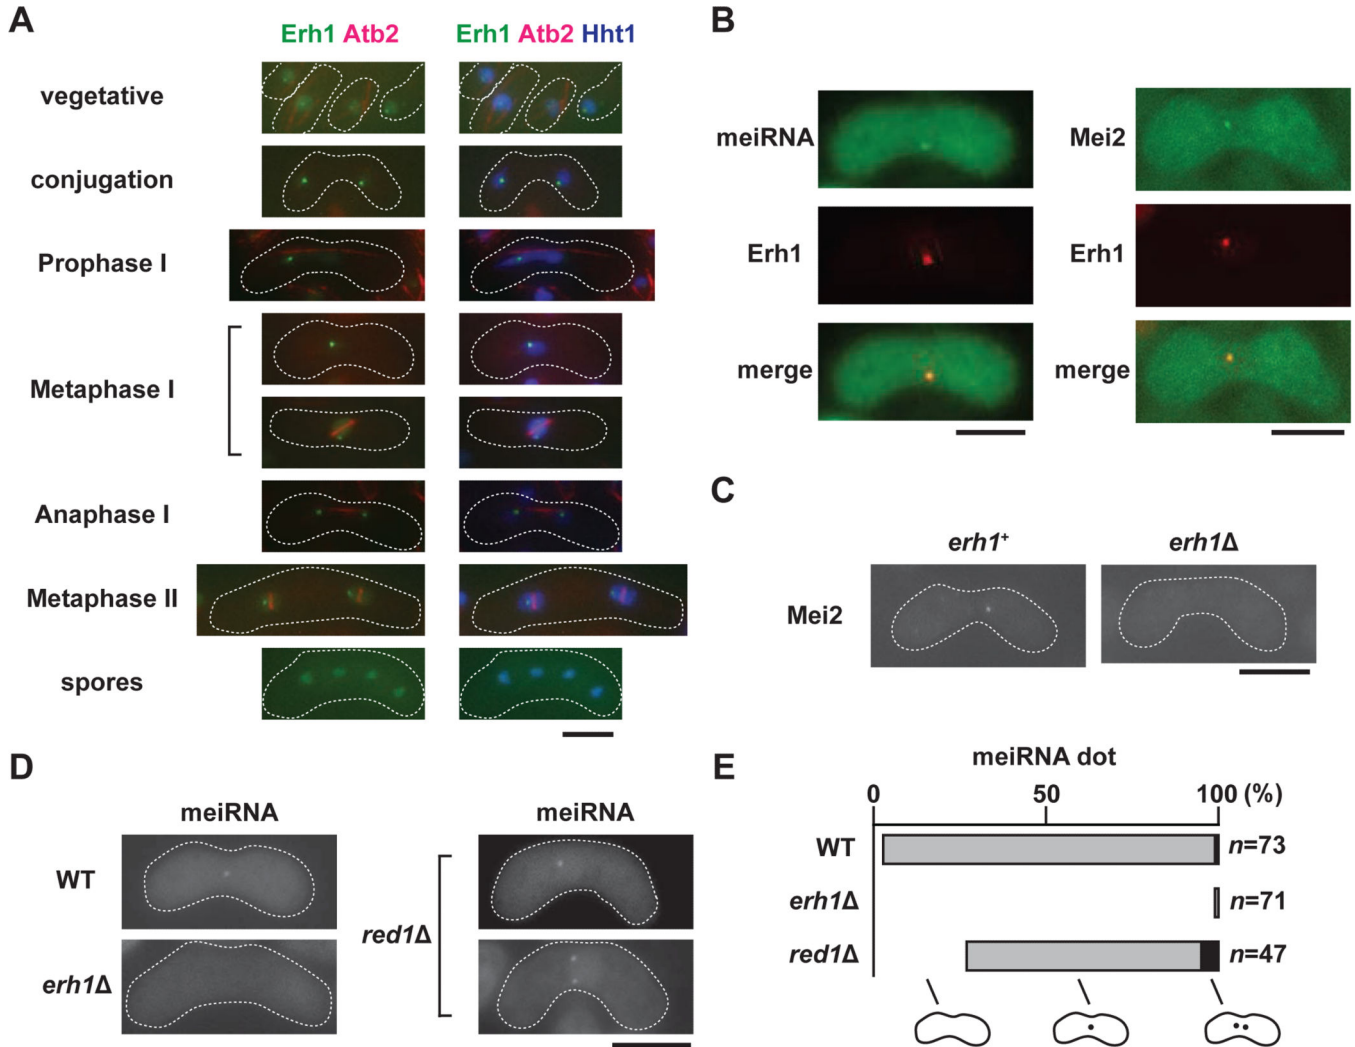 A
Erh1 Atb2
Erh1 Atb2 Hht1
vegetative
conjugation
Prophase I
Metaphase I
Anaphase I
Metaphase II
spores
B
meiRNA
Erh1
merge
Mei2
Erh1
merge
C
erh1⁺
erh1Δ
Mei2
D
meiRNA
meiRNA
WT
erh1Δ
red1Δ
E
meiRNA dot
0 50 100 (%)
WT n=73
erh1Δ n=71
red1Δ n=47